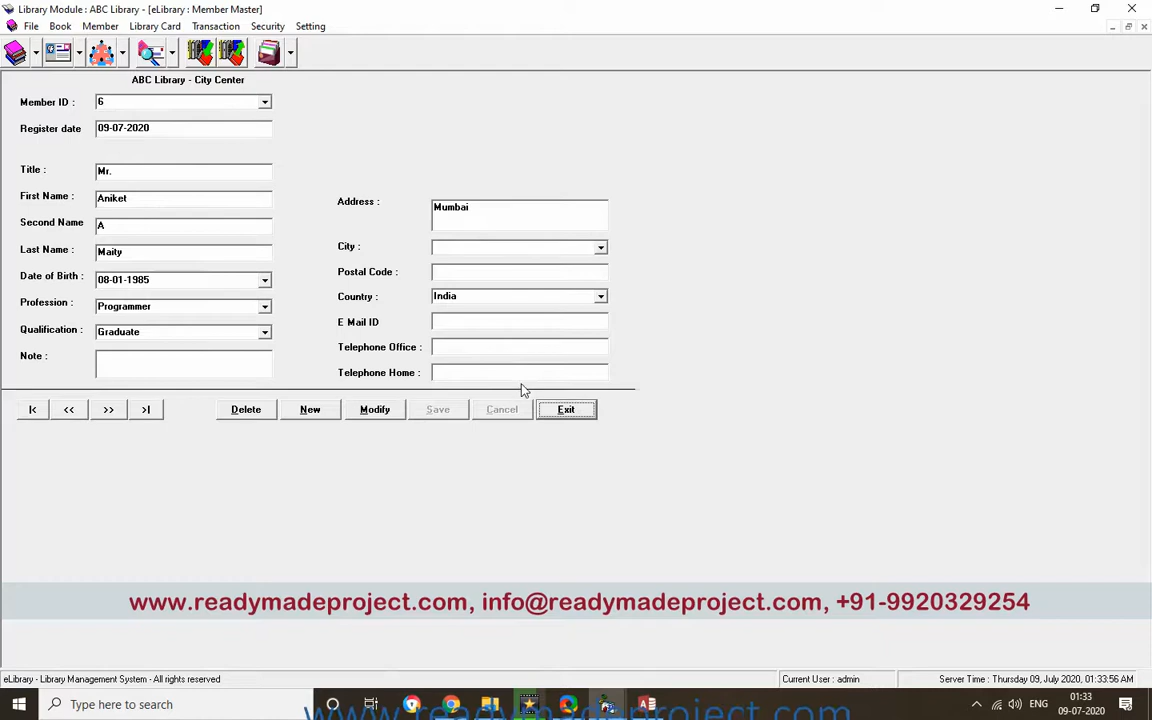 Library Module : ABC Library - [eLibrary : Member Master]
File Book Member Library Card Transaction Security Setting
ABC Library - City Center
Member ID : 6
Register date 09-07-2020
Title : Mr.
First Name : Aniket
Second Name A
Last Name : Maity
Date of Birth : 08-01-1985
Profession : Programmer
Qualification : Graduate
Note :
Address : Mumbai
City :
Postal Code :
Country : India
E Mail ID
Telephone Office :
Telephone Home :
|< << >> >| Delete New Modify Save Cancel Exit
www.readymadeproject.com, info@readymadeproject.com, +91-9920329254
eLibrary - Library Management System - All rights reserved Current User : admin Server Time : Thursday 09, July 2020, 01:33:56 AM
Type here to search ENG 01:33
09-07-2020
www.readymadeproject.com